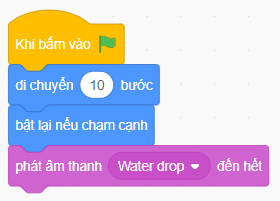 Khi bấm vào
di chuyển 10 bước
bật lại nếu chạm cạnh
phát âm thanh Water drop đến hết